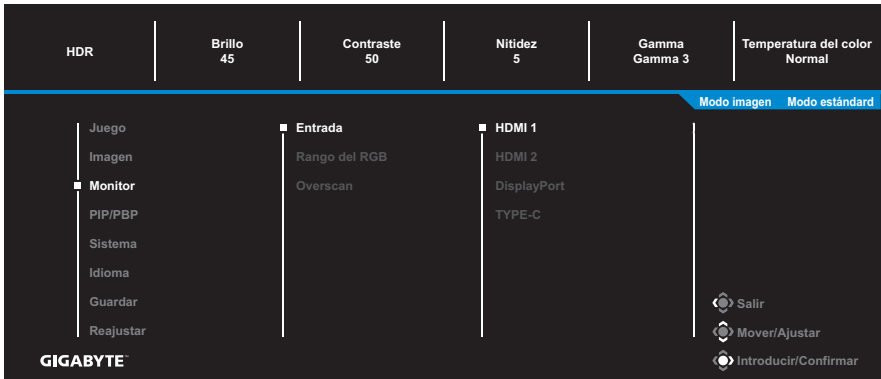 HDR
Brillo
45
Contraste
50
Nitidez
5
Gamma
Gamma 3
Temperatura del color
Normal
Modo imagen Modo estándard
Juego
Imagen
Monitor
PIP/PBP
Sistema
Idioma
Guardar
Reajustar
Entrada
Rango del RGB
Overscan
HDMI 1
HDMI 2
DisplayPort
TYPE-C
Salir
Mover/Ajustar
Introducir/Confirmar
GIGABYTE™